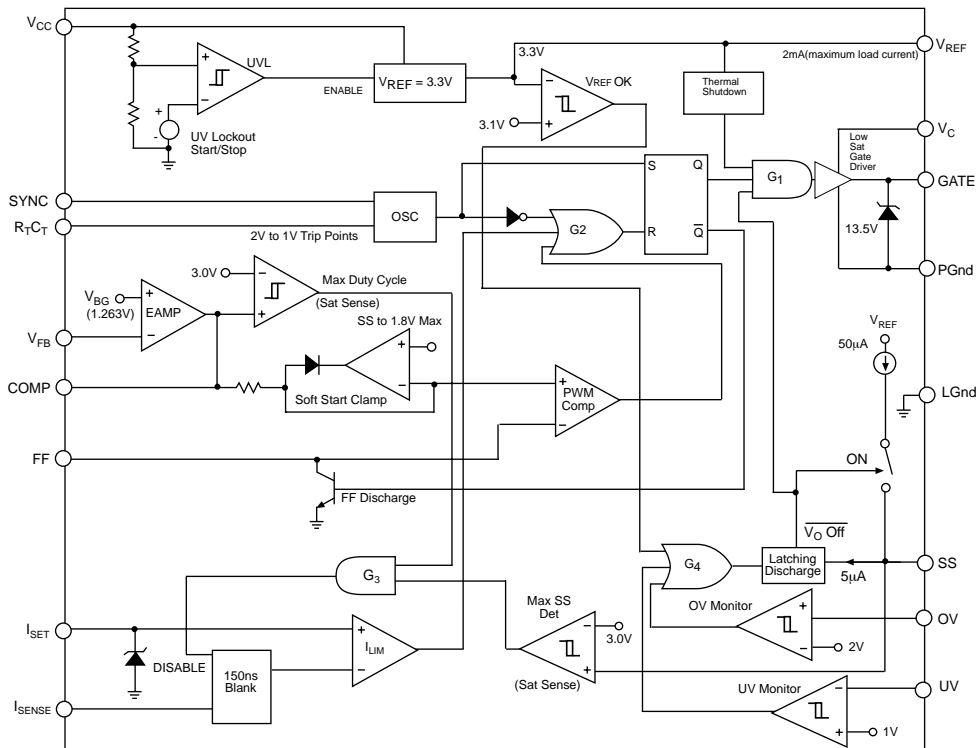 VCC
VREF
3.3V
2mA(maximum load current)
UVL
ENABLE
VREF = 3.3V
VREF OK
Thermal
Shutdown
+
−
+
-
−
+
3.1V
UV Lockout
Start/Stop
VC
Low
Sat
Gate
Driver
G1
GATE
SYNC
RTCT
OSC
2V to 1V Trip Points
G2
S
Q
R
Q̅
13.5V
PGnd
3.0V
−
+
Max Duty Cycle
(Sat Sense)
VBG
(1.263V)
+
EAMP
−
VFB
SS to 1.8V Max
+
−
Soft Start Clamp
COMP
+
PWM
Comp
−
VREF
50µA
LGnd
FF
FF Discharge
ON
VO Off
G4
Latching
Discharge
5µA
SS
G3
Max SS
Det
−
3.0V
+
(Sat Sense)
OV Monitor
+
−
2V
OV
ISET
DISABLE
+
ILIM
−
150ns
Blank
ISENSE
UV Monitor
−
+
1V
UV